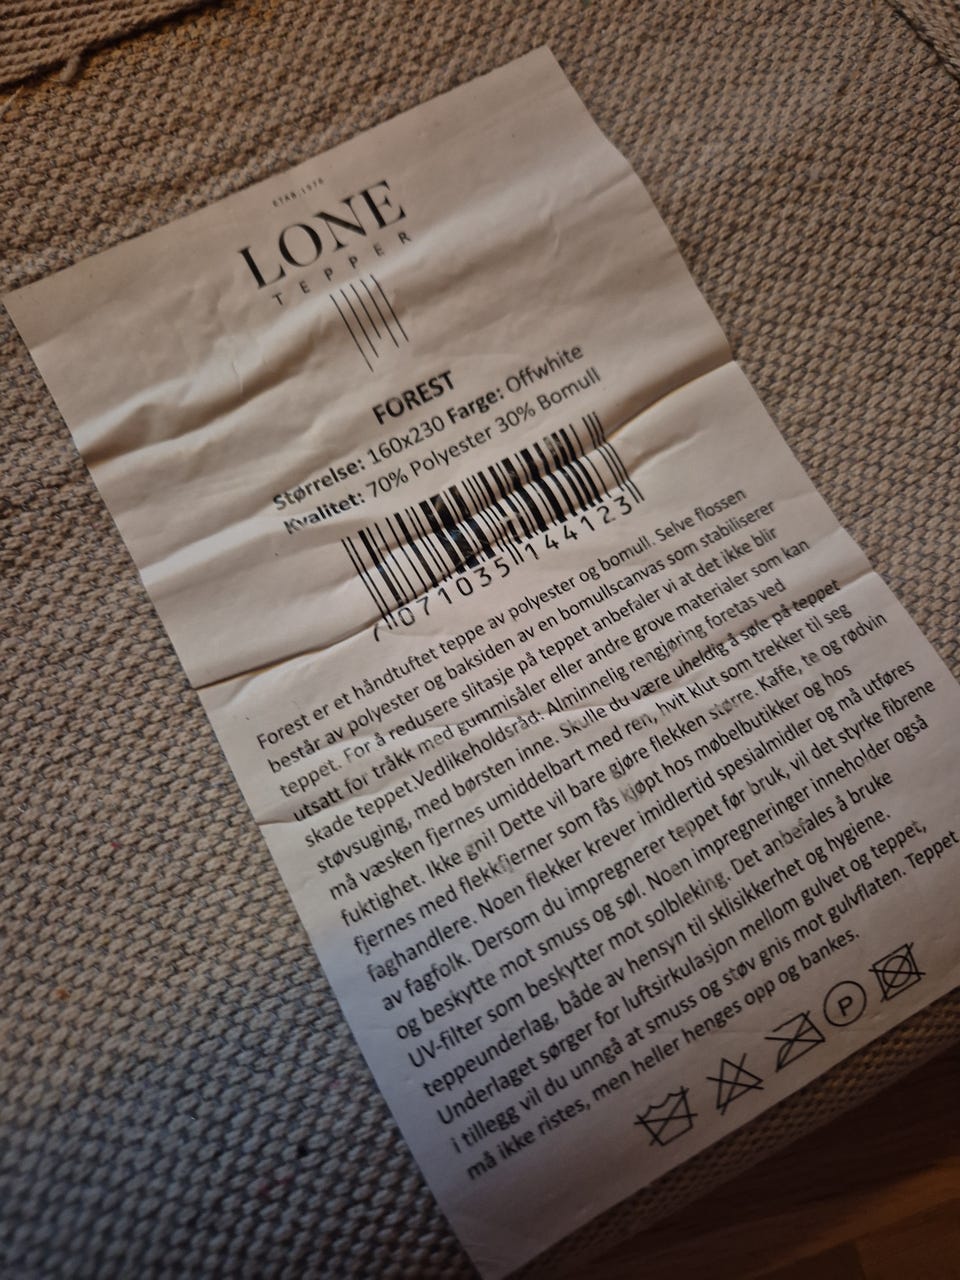 ETAB.1976
LONE
TEPPER
FOREST
Størrelse: 160x230 Farge: Offwhite
Kvalitet: 70% Polyester 30% Bomull
7071035144123
Forest er et håndtuftet teppe av polyester og bomull. Selve flossen
består av polyester og baksiden av en bomullscanvas som stabiliserer
teppet. For å redusere slitasje på teppet anbefaler vi at det ikke blir
utsatt for tråkk med gummisåler eller andre grove materialer som kan
skade teppet.Vedlikeholdsråd: Alminnelig rengjøring foretas ved
støvsuging, med børsten inne. Skulle du være uheldig å søle på teppet
må væsken fjernes umiddelbart med ren, hvit klut som trekker til seg
fuktighet. Ikke gni! Dette vil bare gjøre flekken større. Kaffe, te og rødvin
fjernes med flekkfjerner som fås kjøpt hos møbelbutikker og hos
faghandlere. Noen flekker krever imidlertid spesialmidler og må utføres
av fagfolk. Dersom du impregnerer teppet før bruk, vil det styrke fibrene
og beskytte mot smuss og søl. Noen impregneringer inneholder også
UV-filter som beskytter mot solbleking. Det anbefales å bruke
teppeunderlag, både av hensyn til sklisikkerhet og hygiene.
Underlaget sørger for luftsirkulasjon mellom gulvet og teppet,
i tillegg vil du unngå at smuss og støv gnis mot gulvflaten. Teppet
må ikke ristes, men heller henges opp og bankes.
P